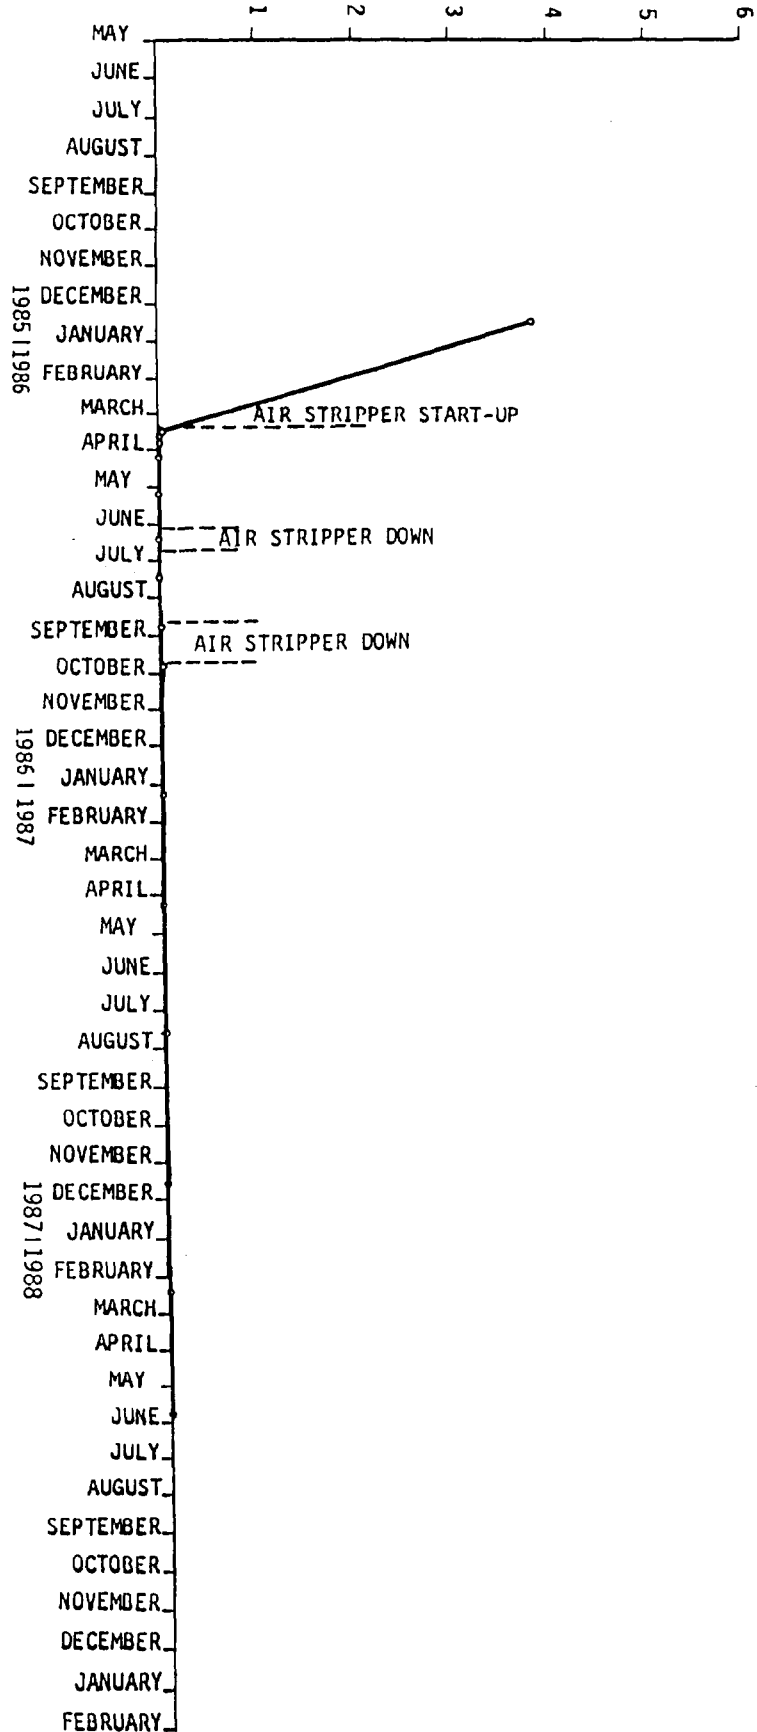 1 2 3 4 5 6
MAY
JUNE
JULY
AUGUST
SEPTEMBER
OCTOBER
NOVEMBER
DECEMBER
1985 | 1986
JANUARY
FEBRUARY
MARCH
AIR STRIPPER START-UP
APRIL
MAY
JUNE
AIR STRIPPER DOWN
JULY
AUGUST
SEPTEMBER
AIR STRIPPER DOWN
OCTOBER
NOVEMBER
DECEMBER
1986 | 1987
JANUARY
FEBRUARY
MARCH
APRIL
MAY
JUNE
JULY
AUGUST
SEPTEMBER
OCTOBER
NOVEMBER
DECEMBER
1987 | 1988
JANUARY
FEBRUARY
MARCH
APRIL
MAY
JUNE
JULY
AUGUST
SEPTEMBER
OCTOBER
NOVEMBER
DECEMBER
JANUARY
FEBRUARY